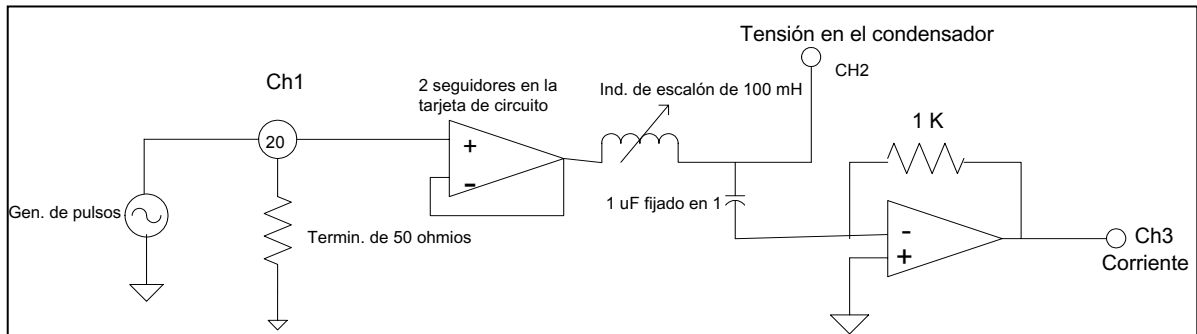 Tensión en el condensador
CH2
Ch1
2 seguidores en la
tarjeta de circuito
Ind. de escalón de 100 mH
1 K
20
+
-
Gen. de pulsos
1 uF fijado en 1
Termin. de 50 ohmios
-
+
Ch3
Corriente